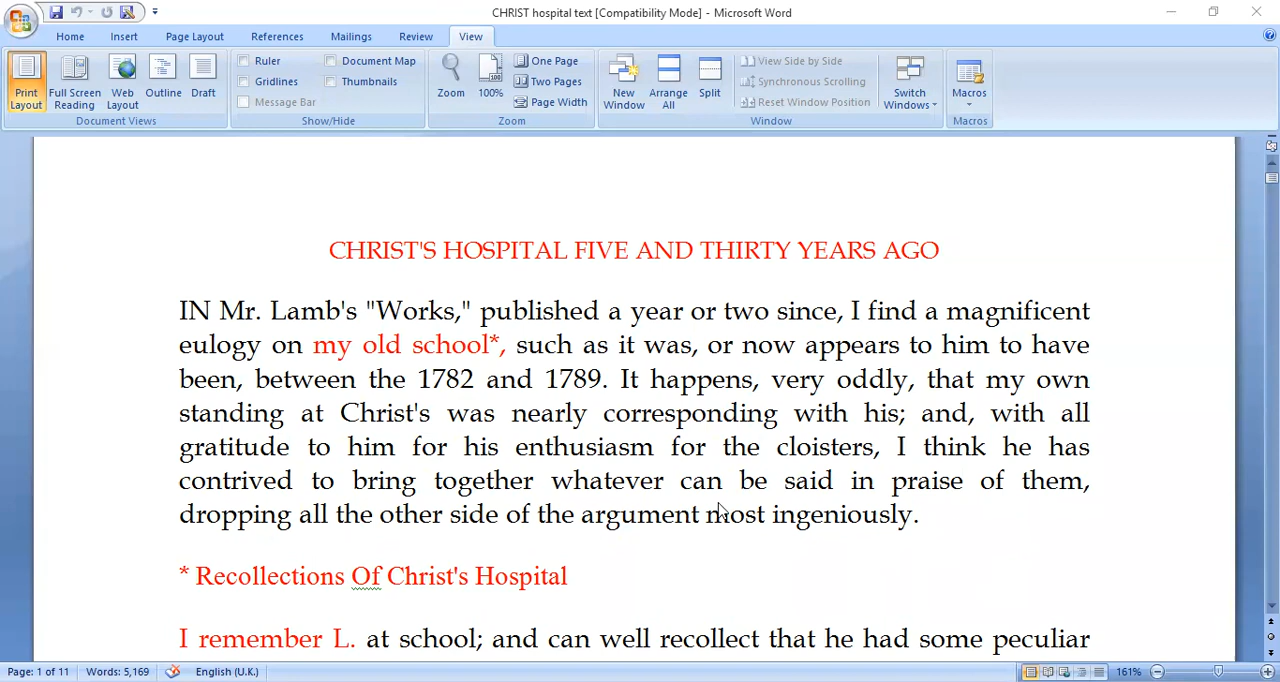 CHRIST hospital text [Compatibility Mode] - Microsoft Word
Home Insert Page Layout References Mailings Review View
Ruler Document Map One Page View Side by Side
Gridlines Thumbnails Two Pages Synchronous Scrolling
Message Bar Page Width Reset Window Position
Print Layout Full Screen Reading Web Layout Outline Draft Zoom 100% New Window Arrange All Split Switch Windows Macros
Document Views Show/Hide Zoom Window Macros
CHRIST'S HOSPITAL FIVE AND THIRTY YEARS AGO
IN Mr. Lamb's "Works," published a year or two since, I find a magnificent
eulogy on my old school*, such as it was, or now appears to him to have
been, between the 1782 and 1789. It happens, very oddly, that my own
standing at Christ's was nearly corresponding with his; and, with all
gratitude to him for his enthusiasm for the cloisters, I think he has
contrived to bring together whatever can be said in praise of them,
dropping all the other side of the argument most ingeniously.
* Recollections Of Christ's Hospital
I remember L. at school; and can well recollect that he had some peculiar
Page: 1 of 11 Words: 5,169 English (U.K.) 161%